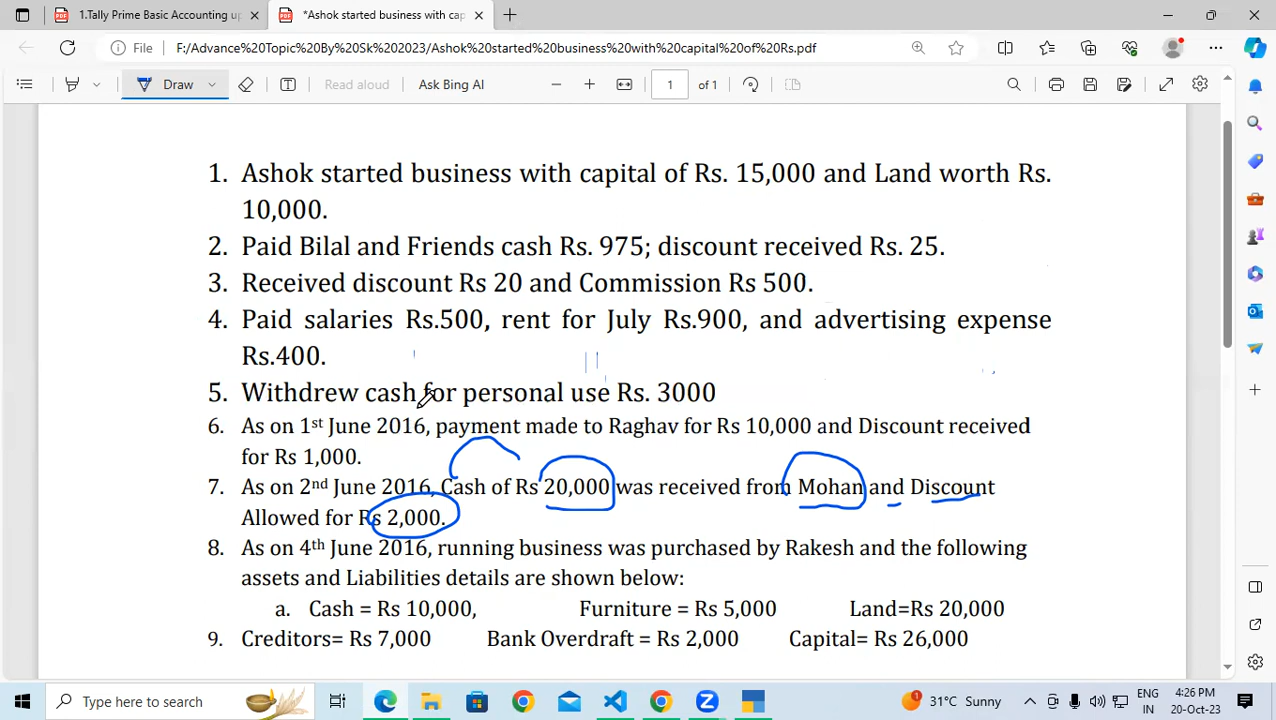 1.Tally Prime Basic Accounting up
*Ashok started business with cap
File
F:/Advance%20Topic%20By%20Sk%202023/Ashok%20started%20business%20with%20capital%20of%20Rs.pdf
Draw
Read aloud
Ask Bing AI
1
of 1
1. Ashok started business with capital of Rs. 15,000 and Land worth Rs.
10,000.
2. Paid Bilal and Friends cash Rs. 975; discount received Rs. 25.
3. Received discount Rs 20 and Commission Rs 500.
4. Paid salaries Rs.500, rent for July Rs.900, and advertising expense
Rs.400.
5. Withdrew cash for personal use Rs. 3000
6. As on 1st June 2016, payment made to Raghav for Rs 10,000 and Discount received
for Rs 1,000.
7. As on 2nd June 2016, Cash of Rs 20,000 was received from Mohan and Discount
Allowed for Rs 2,000.
8. As on 4th June 2016, running business was purchased by Rakesh and the following
assets and Liabilities details are shown below:
a. Cash = Rs 10,000, Furniture = Rs 5,000 Land=Rs 20,000
9. Creditors= Rs 7,000 Bank Overdraft = Rs 2,000 Capital= Rs 26,000
Type here to search
31°C Sunny
ENG
IN
4:26 PM
20-Oct-23